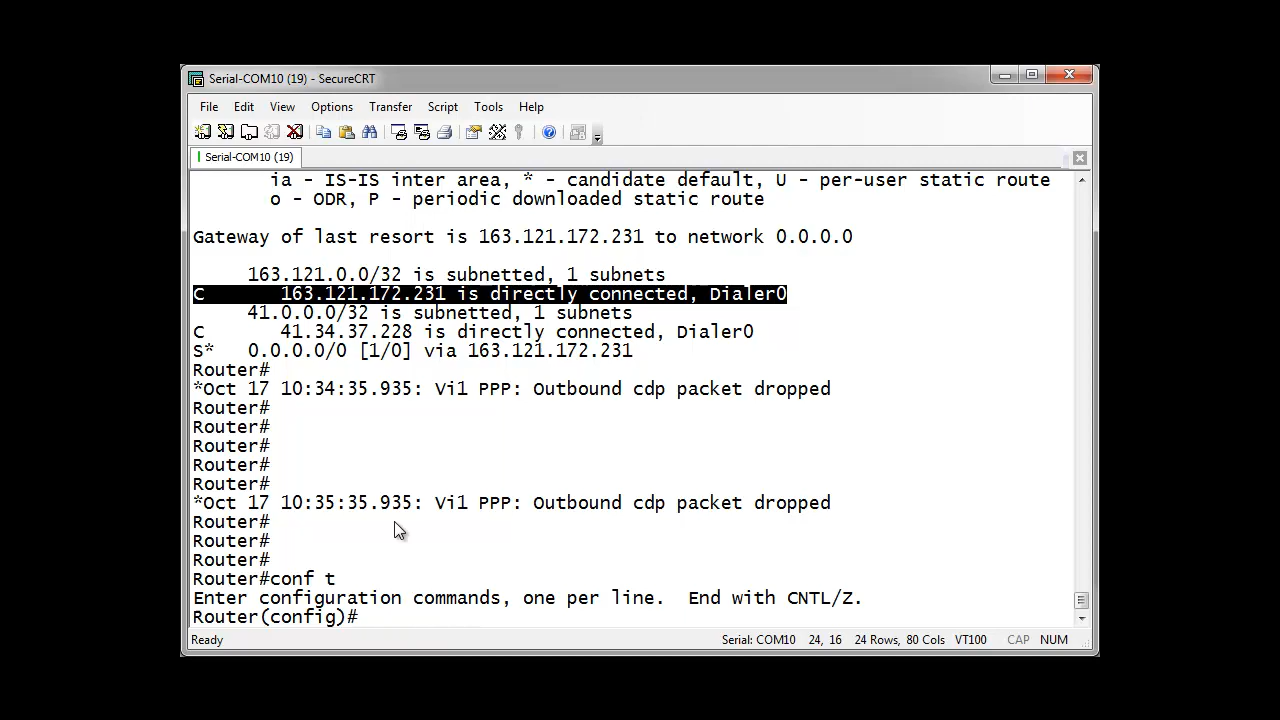 Serial-COM10 (19) - SecureCRT
File Edit View Options Transfer Script Tools Help
Serial-COM10 (19)
ia - IS-IS inter area, * - candidate default, U - per-user static route
o - ODR, P - periodic downloaded static route
Gateway of last resort is 163.121.172.231 to network 0.0.0.0
163.121.0.0/32 is subnetted, 1 subnets
C 163.121.172.231 is directly connected, Dialer0
41.0.0.0/32 is subnetted, 1 subnets
C 41.34.37.228 is directly connected, Dialer0
S* 0.0.0.0/0 [1/0] via 163.121.172.231
Router#
*Oct 17 10:34:35.935: Vi1 PPP: Outbound cdp packet dropped
Router#
Router#
Router#
Router#
Router#
*Oct 17 10:35:35.935: Vi1 PPP: Outbound cdp packet dropped
Router#
Router#
Router#
Router#conf t
Enter configuration commands, one per line.  End with CNTL/Z.
Router(config)#
Ready Serial: COM10 24, 16 24 Rows, 80 Cols VT100 CAP NUM